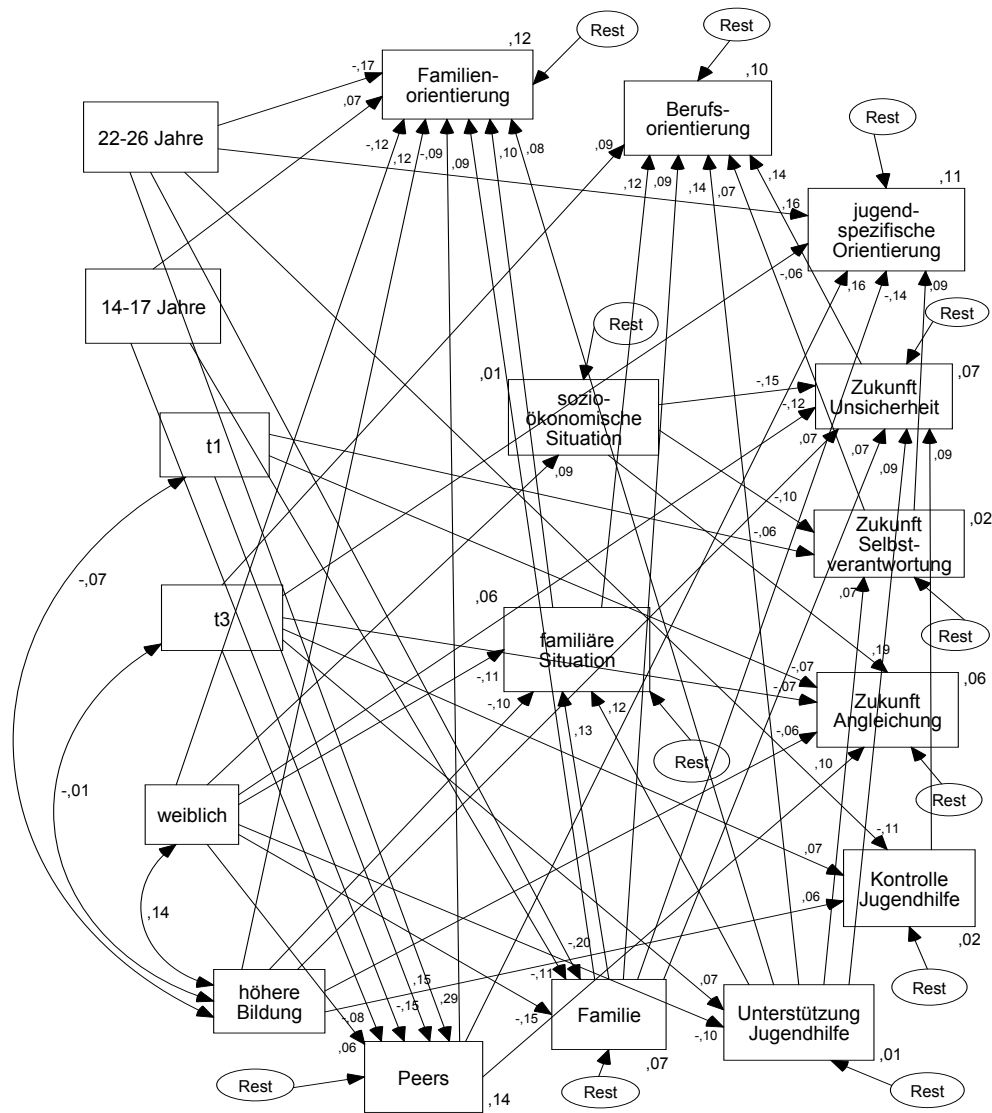 ,12
Rest
Rest
-,17
Familien-
orientierung
,10
22-26 Jahre
,07
Berufs-
orientierung
Rest
-,12
,12
-,09
,09
,10
,08
,09
,12
,09
,14
,07
,14
,11
,16
jugend-
spezifische
Orientierung
14-17 Jahre
-,06
,16
-,14
,09
Rest
Rest
,01
,07
sozio-
ökonomische
Situation
-,15
Zukunft
Unsicherheit
-,12
t1
,09
,07
,07
,09
,09
-,10
,02
-,06
Zukunft
Selbst-
verantwortung
-,07
,07
,06
t3
familiäre
Situation
Rest
,19
,06
-,11
-,07
-,07
Zukunft
Angleichung
-,10
,12
,13
-,06
Rest
,10
-,01
Rest
weiblich
-,11
,07
Kontrolle
Jugendhilfe
,06
,14
,02
-,20
höhere
Bildung
,15
-,11
,07
Rest
-,08
-,15
,29
-,15
Familie
Unterstützung
Jugendhilfe
-,10
,06
,07
,01
Rest
Peers
,14
Rest
Rest